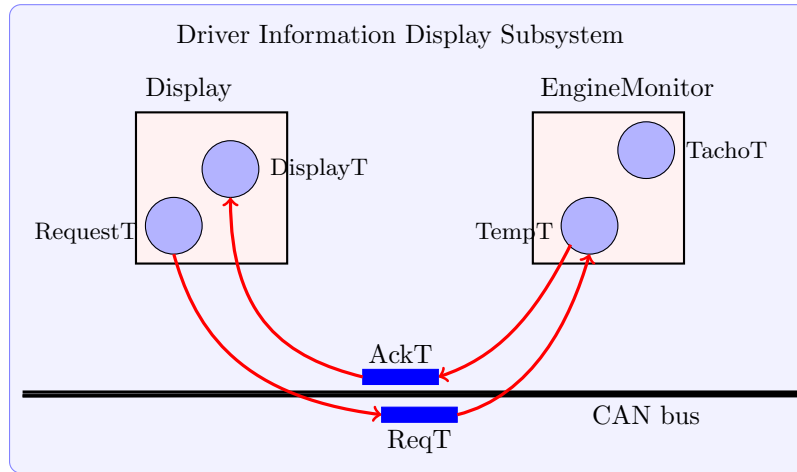 Driver Information Display Subsystem
Display
EngineMonitor
TachoT
DisplayT
RequestT
TempT
AckT
CAN bus
ReqT